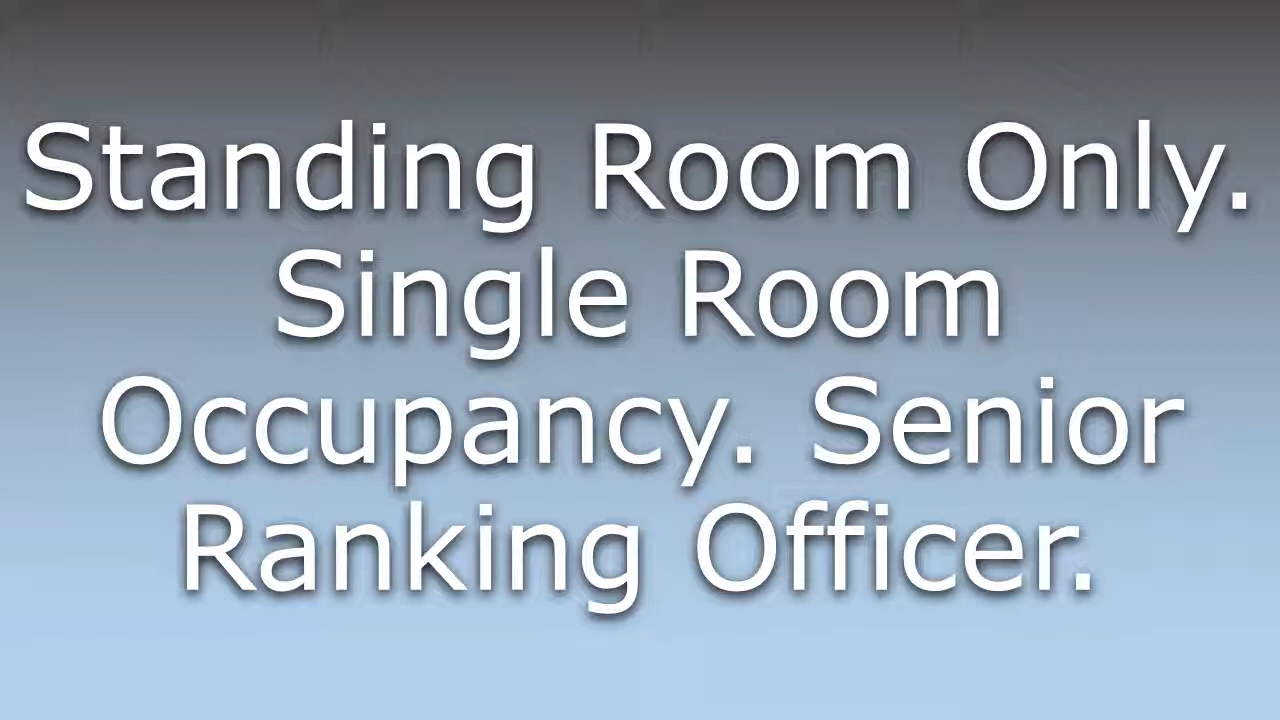 Standing Room Only.
Single Room
Occupancy. Senior
Ranking Officer.